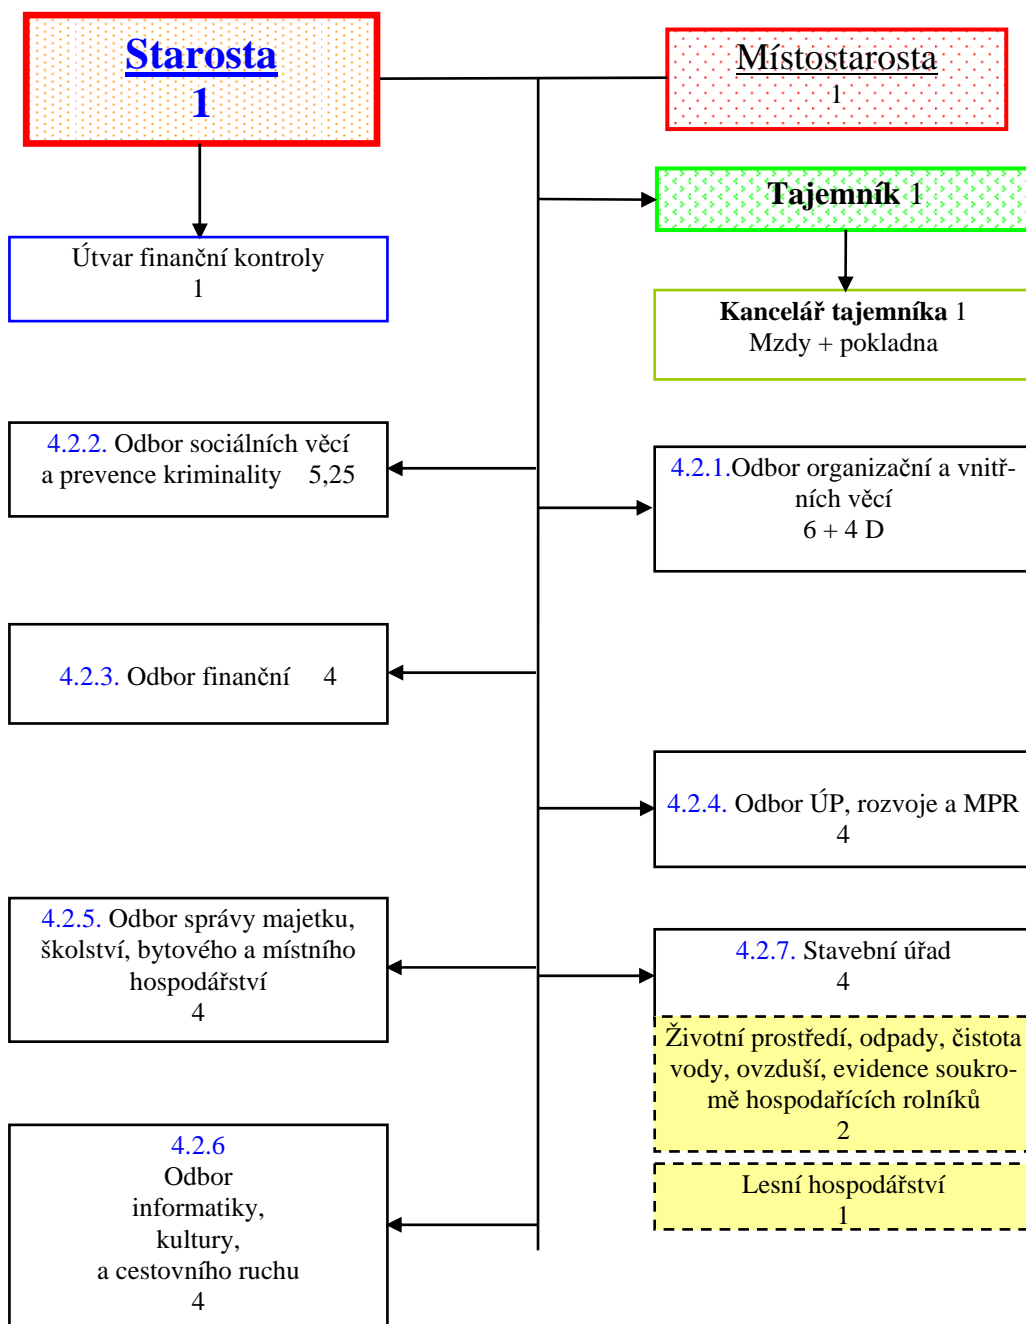 Starosta
1
Místostarosta
1
Tajemník 1
Útvar finanční kontroly
1
Kancelář tajemníka 1
Mzdy + pokladna
4.2.2. Odbor sociálních věcí
a prevence kriminality 5,25
4.2.1.Odbor organizační a vnitř-
ních věcí
6 + 4 D
4.2.3. Odbor finanční 4
4.2.4. Odbor ÚP, rozvoje a MPR
4
4.2.5. Odbor správy majetku,
školství, bytového a místního
hospodářství
4
4.2.7. Stavební úřad
4
Životní prostředí, odpady, čistota
vody, ovzduší, evidence soukro-
mě hospodařících rolníků
2
Lesní hospodářství
1
4.2.6
Odbor
informatiky,
kultury,
a cestovního ruchu
4